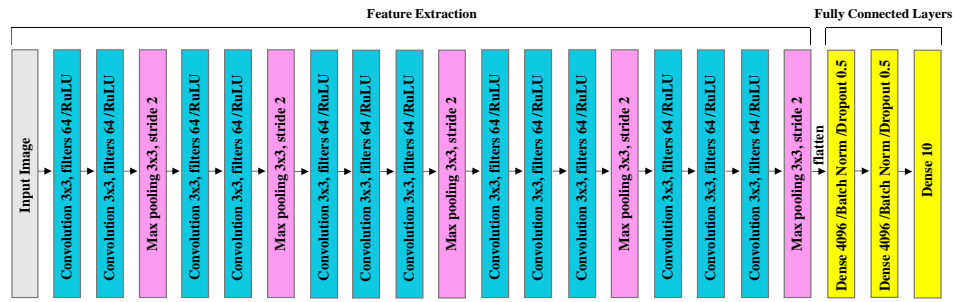 Feature Extraction
Fully Connected Layers
Input Image
Convolution 3x3, filters 64 /RuLU
Convolution 3x3, filters 64 /RuLU
Max pooling 3x3, stride 2
Convolution 3x3, filters 64 /RuLU
Convolution 3x3, filters 64 /RuLU
Max pooling 3x3, stride 2
Convolution 3x3, filters 64 /RuLU
Convolution 3x3, filters 64 /RuLU
Convolution 3x3, filters 64 /RuLU
Max pooling 3x3, stride 2
Convolution 3x3, filters 64 /RuLU
Convolution 3x3, filters 64 /RuLU
Convolution 3x3, filters 64 /RuLU
Max pooling 3x3, stride 2
Convolution 3x3, filters 64 /RuLU
Convolution 3x3, filters 64 /RuLU
Convolution 3x3, filters 64 /RuLU
Max pooling 3x3, stride 2
flatten
Dense 4096 /Batch Norm /Dropout 0.5
Dense 4096 /Batch Norm /Dropout 0.5
Dense 10